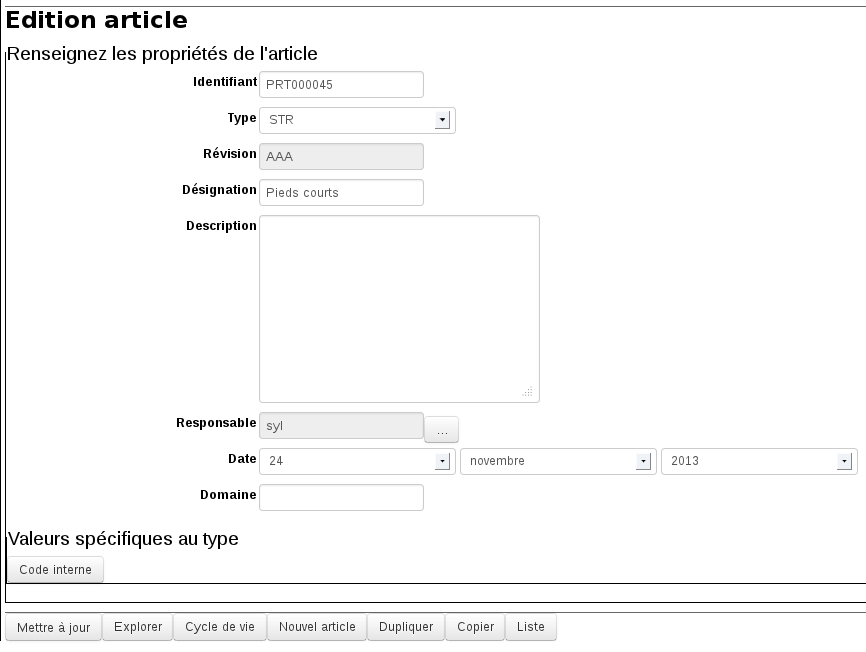 Edition article
Renseignez les propriétés de l'article
Identifiant PRT000045
Type STR
Révision AAA
Désignation Pieds courts
Description
Responsable syl ...
Date 24 novembre 2013
Domaine
Valeurs spécifiques au type
Code interne
Mettre à jour Explorer Cycle de vie Nouvel article Dupliquer Copier Liste